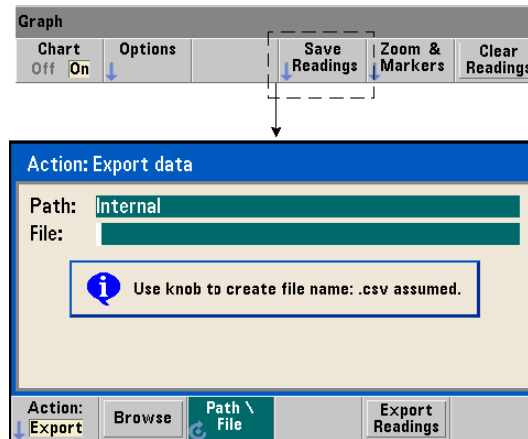 Graph
Chart
Off On
Options
Save
Readings
Zoom &
Markers
Clear
Readings
Action: Export data
Path: Internal
File:
Use knob to create file name: .csv assumed.
Action:
Export
Browse
Path \
File
Export
Readings